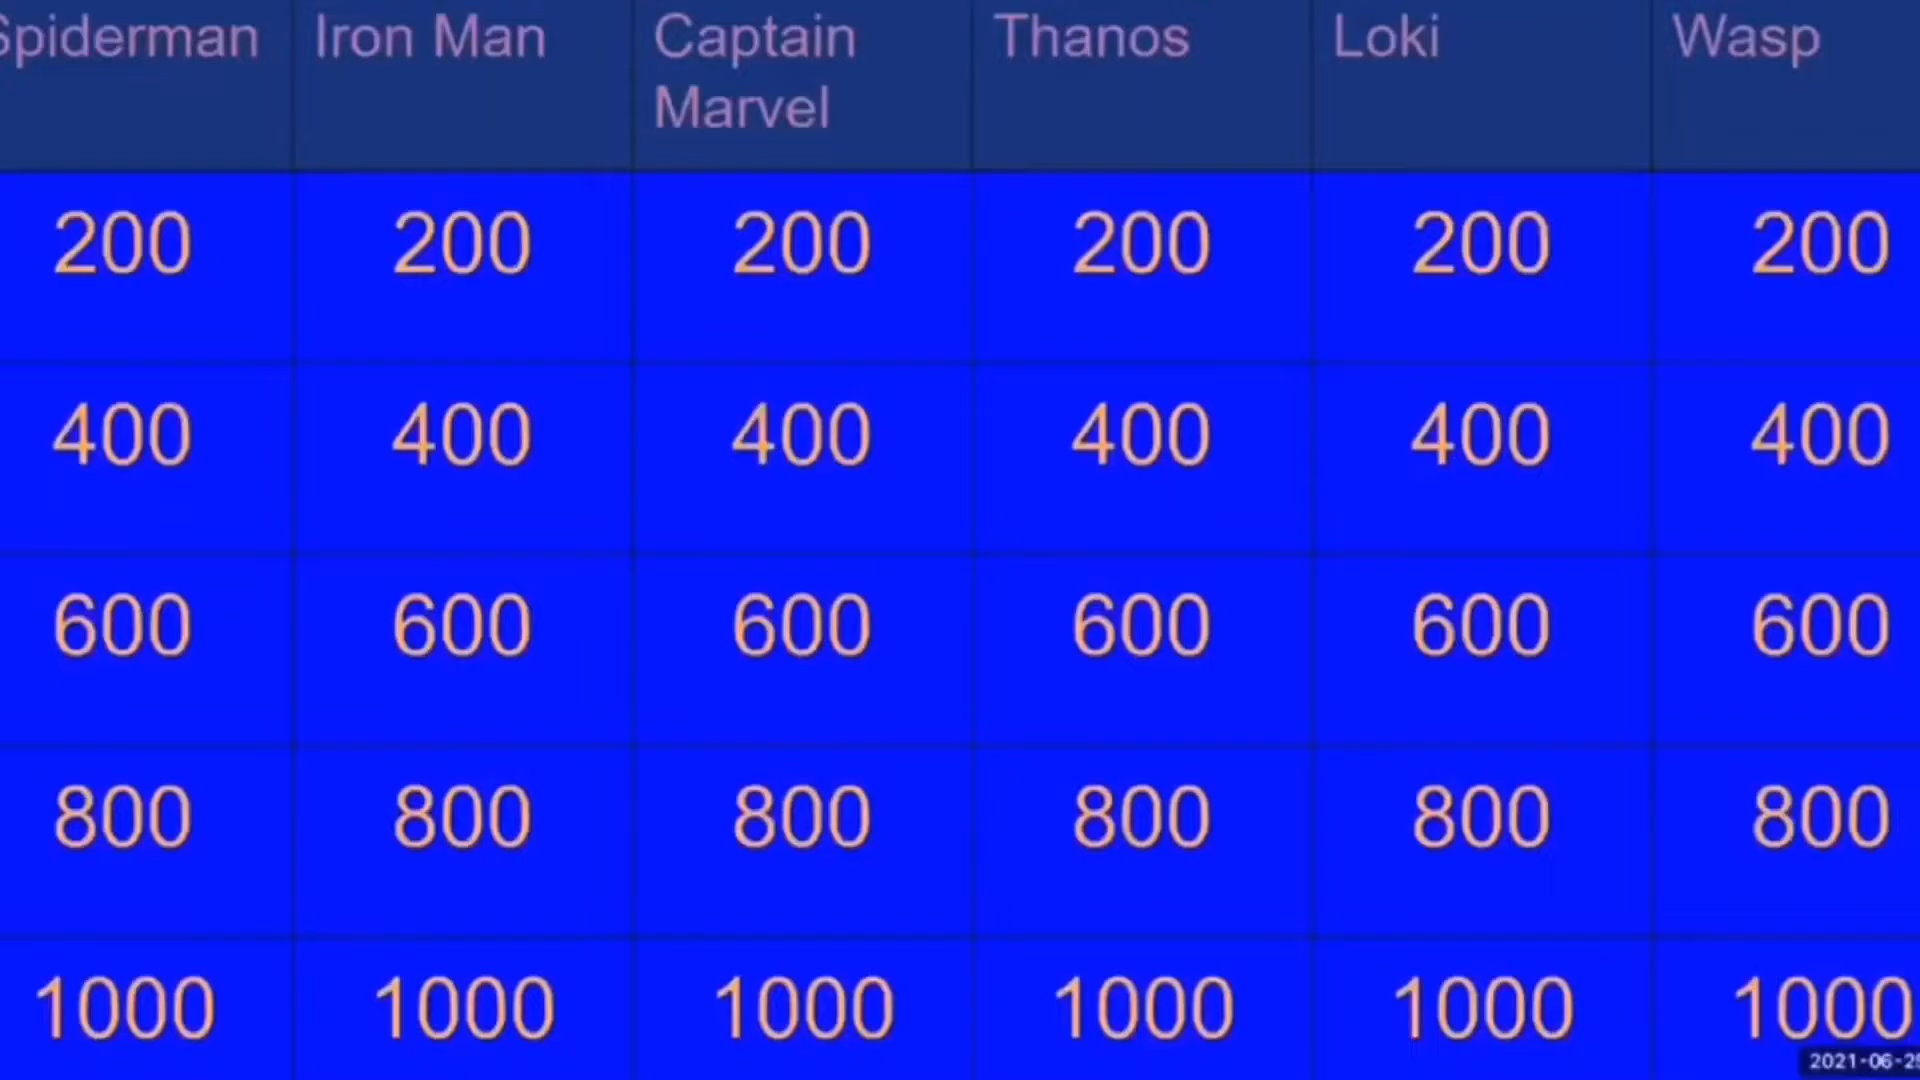 Spiderman Iron Man Captain Marvel Thanos Loki Wasp
200 200 200 200 200 200
400 400 400 400 400 400
600 600 600 600 600 600
800 800 800 800 800 800
1000 1000 1000 1000 1000 1000